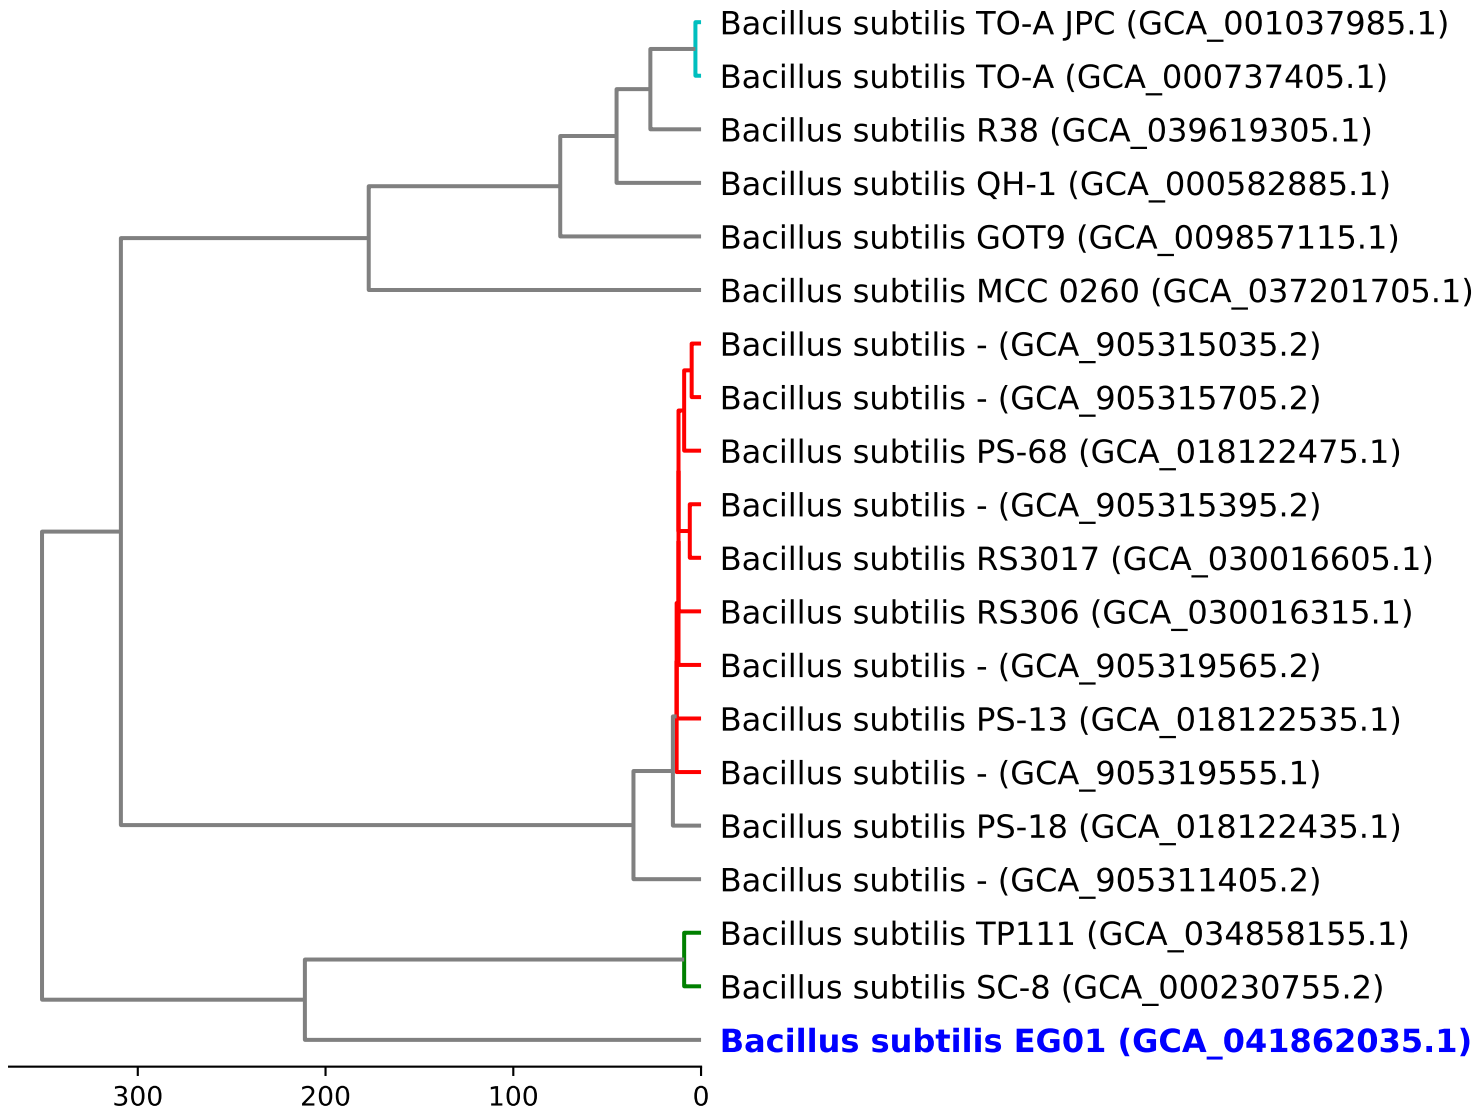 Bacillus subtilis TO-A JPC (GCA_001037985.1)
Bacillus subtilis TO-A (GCA_000737405.1)
Bacillus subtilis R38 (GCA_039619305.1)
Bacillus subtilis QH-1 (GCA_000582885.1)
Bacillus subtilis GOT9 (GCA_009857115.1)
Bacillus subtilis MCC 0260 (GCA_037201705.1)
Bacillus subtilis - (GCA_905315035.2)
Bacillus subtilis - (GCA_905315705.2)
Bacillus subtilis PS-68 (GCA_018122475.1)
Bacillus subtilis - (GCA_905315395.2)
Bacillus subtilis RS3017 (GCA_030016605.1)
Bacillus subtilis RS306 (GCA_030016315.1)
Bacillus subtilis - (GCA_905319565.2)
Bacillus subtilis PS-13 (GCA_018122535.1)
Bacillus subtilis - (GCA_905319555.1)
Bacillus subtilis PS-18 (GCA_018122435.1)
Bacillus subtilis - (GCA_905311405.2)
Bacillus subtilis TP111 (GCA_034858155.1)
Bacillus subtilis SC-8 (GCA_000230755.2)
Bacillus subtilis EG01 (GCA_041862035.1)
300 200 100 0